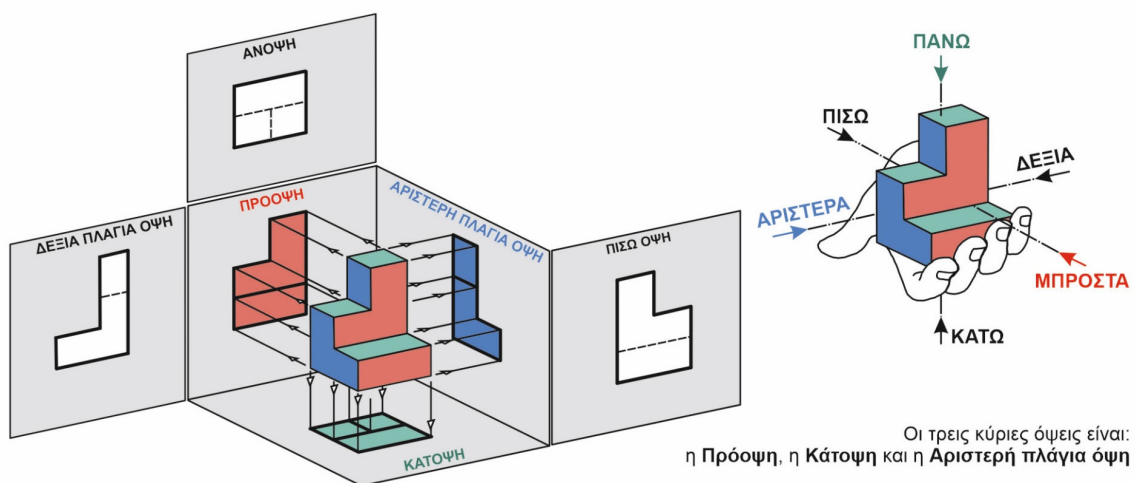 ΑΝΟΨΗ
ΔΕΞΙΑ ΠΛΑΓΙΑ ΟΨΗ
ΠΡΟΟΨΗ
ΑΡΙΣΤΕΡΗ ΠΛΑΓΙΑ ΟΨΗ
ΠΙΣΩ ΟΨΗ
ΚΑΤΟΨΗ
ΠΑΝΩ
ΠΙΣΩ
ΔΕΞΙΑ
ΑΡΙΣΤΕΡΑ
ΜΠΡΟΣΤΑ
ΚΑΤΩ
Οι τρεις κύριες όψεις είναι:
η Πρόοψη, η Κάτοψη και η Αριστερή πλάγια όψη